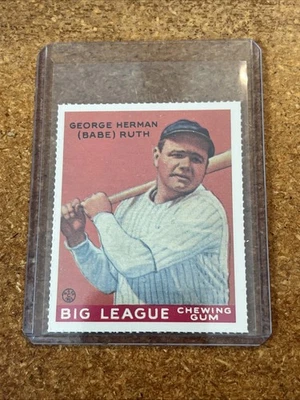 GEORGE HERMAN
(BABE) RUTH
BIG LEAGUE CHEWING GUM